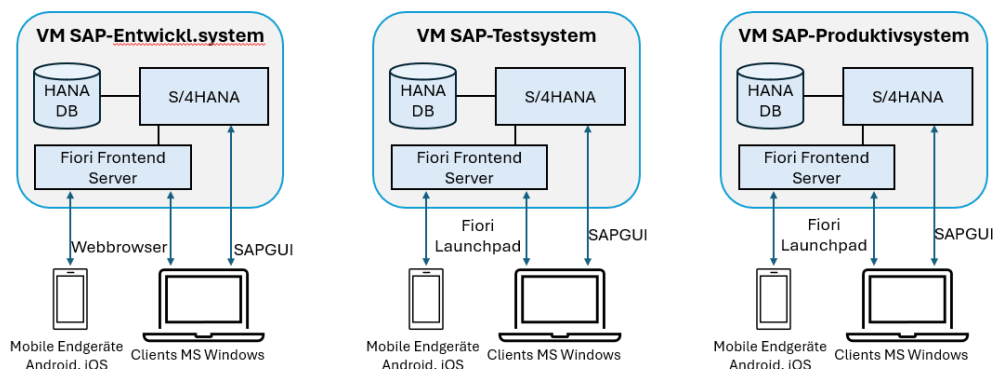 VM SAP-Entwickl.system
HANA
DB
S/4HANA
Fiori Frontend
Server
Webbrowser
SAPGUI
Mobile Endgeräte
Android, iOS
Clients MS Windows
VM SAP-Testsystem
HANA
DB
S/4HANA
Fiori Frontend
Server
Fiori
Launchpad
SAPGUI
Mobile Endgeräte
Android, iOS
Clients MS Windows
VM SAP-Produktivsystem
HANA
DB
S/4HANA
Fiori Frontend
Server
Fiori
Launchpad
SAPGUI
Mobile Endgeräte
Android, iOS
Clients MS Windows